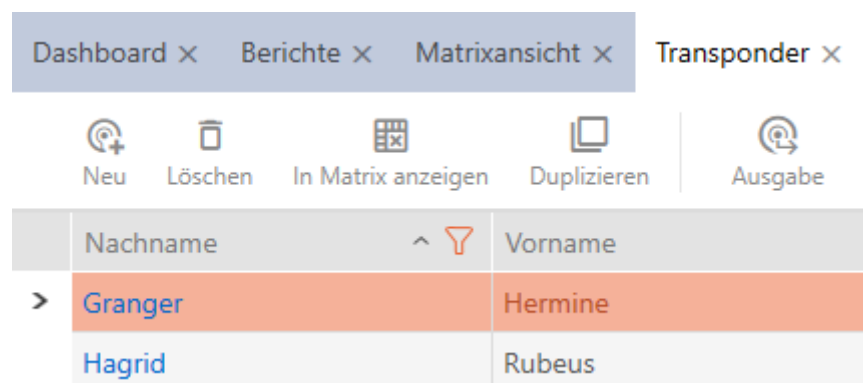 Dashboard × Berichte × Matrixansicht × Transponder ×
Neu Löschen In Matrix anzeigen Duplizieren Ausgabe
Nachname Vorname
Granger Hermine
Hagrid Rubeus